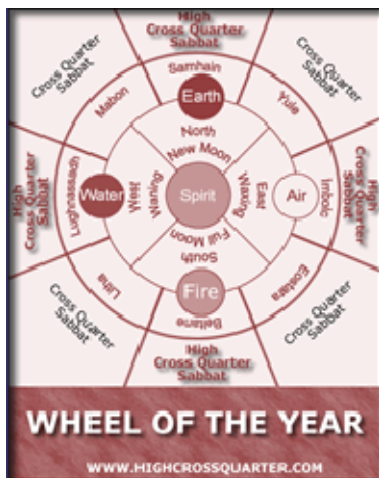 High
Cross Quarter
Sabbat
Cross Quarter
Sabbat
Cross Quarter
Sabbat
Samhain
Earth
Mabon
Yule
North
New Moon
High
Cross Quarter
Sabbat
Lughnassadh
Water
West
Waning
Spirit
Waxing
East
Air
Imbolc
High
Cross Quarter
Sabbat
Full Moon
South
Fire
Litha
Eostara
Beltane
Cross Quarter
Sabbat
Cross Quarter
Sabbat
High
Cross Quarter
Sabbat
WHEEL OF THE YEAR
WWW.HIGHCROSSQUARTER.COM